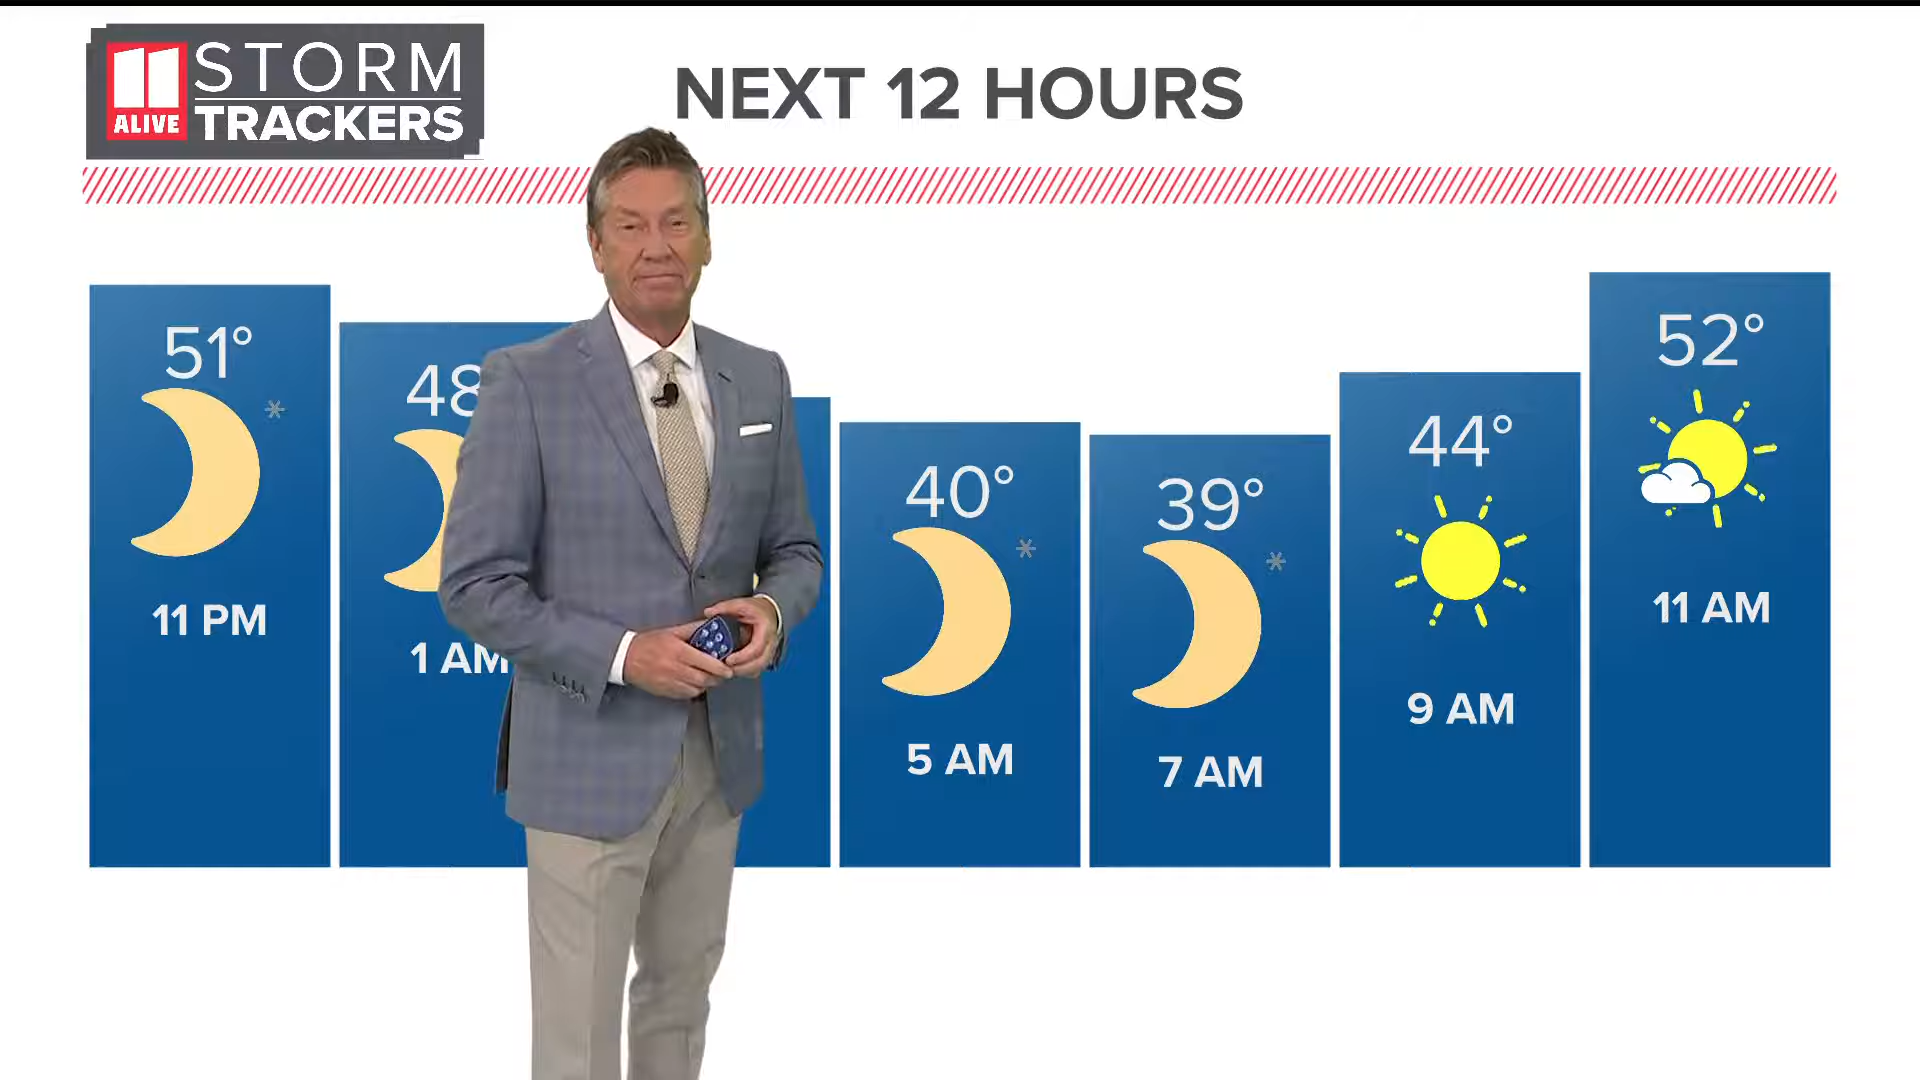 11
ALIVE
STORM
TRACKERS
NEXT 12 HOURS
51°
11 PM
48
1 AM
40°
5 AM
39°
7 AM
44°
9 AM
52°
11 AM